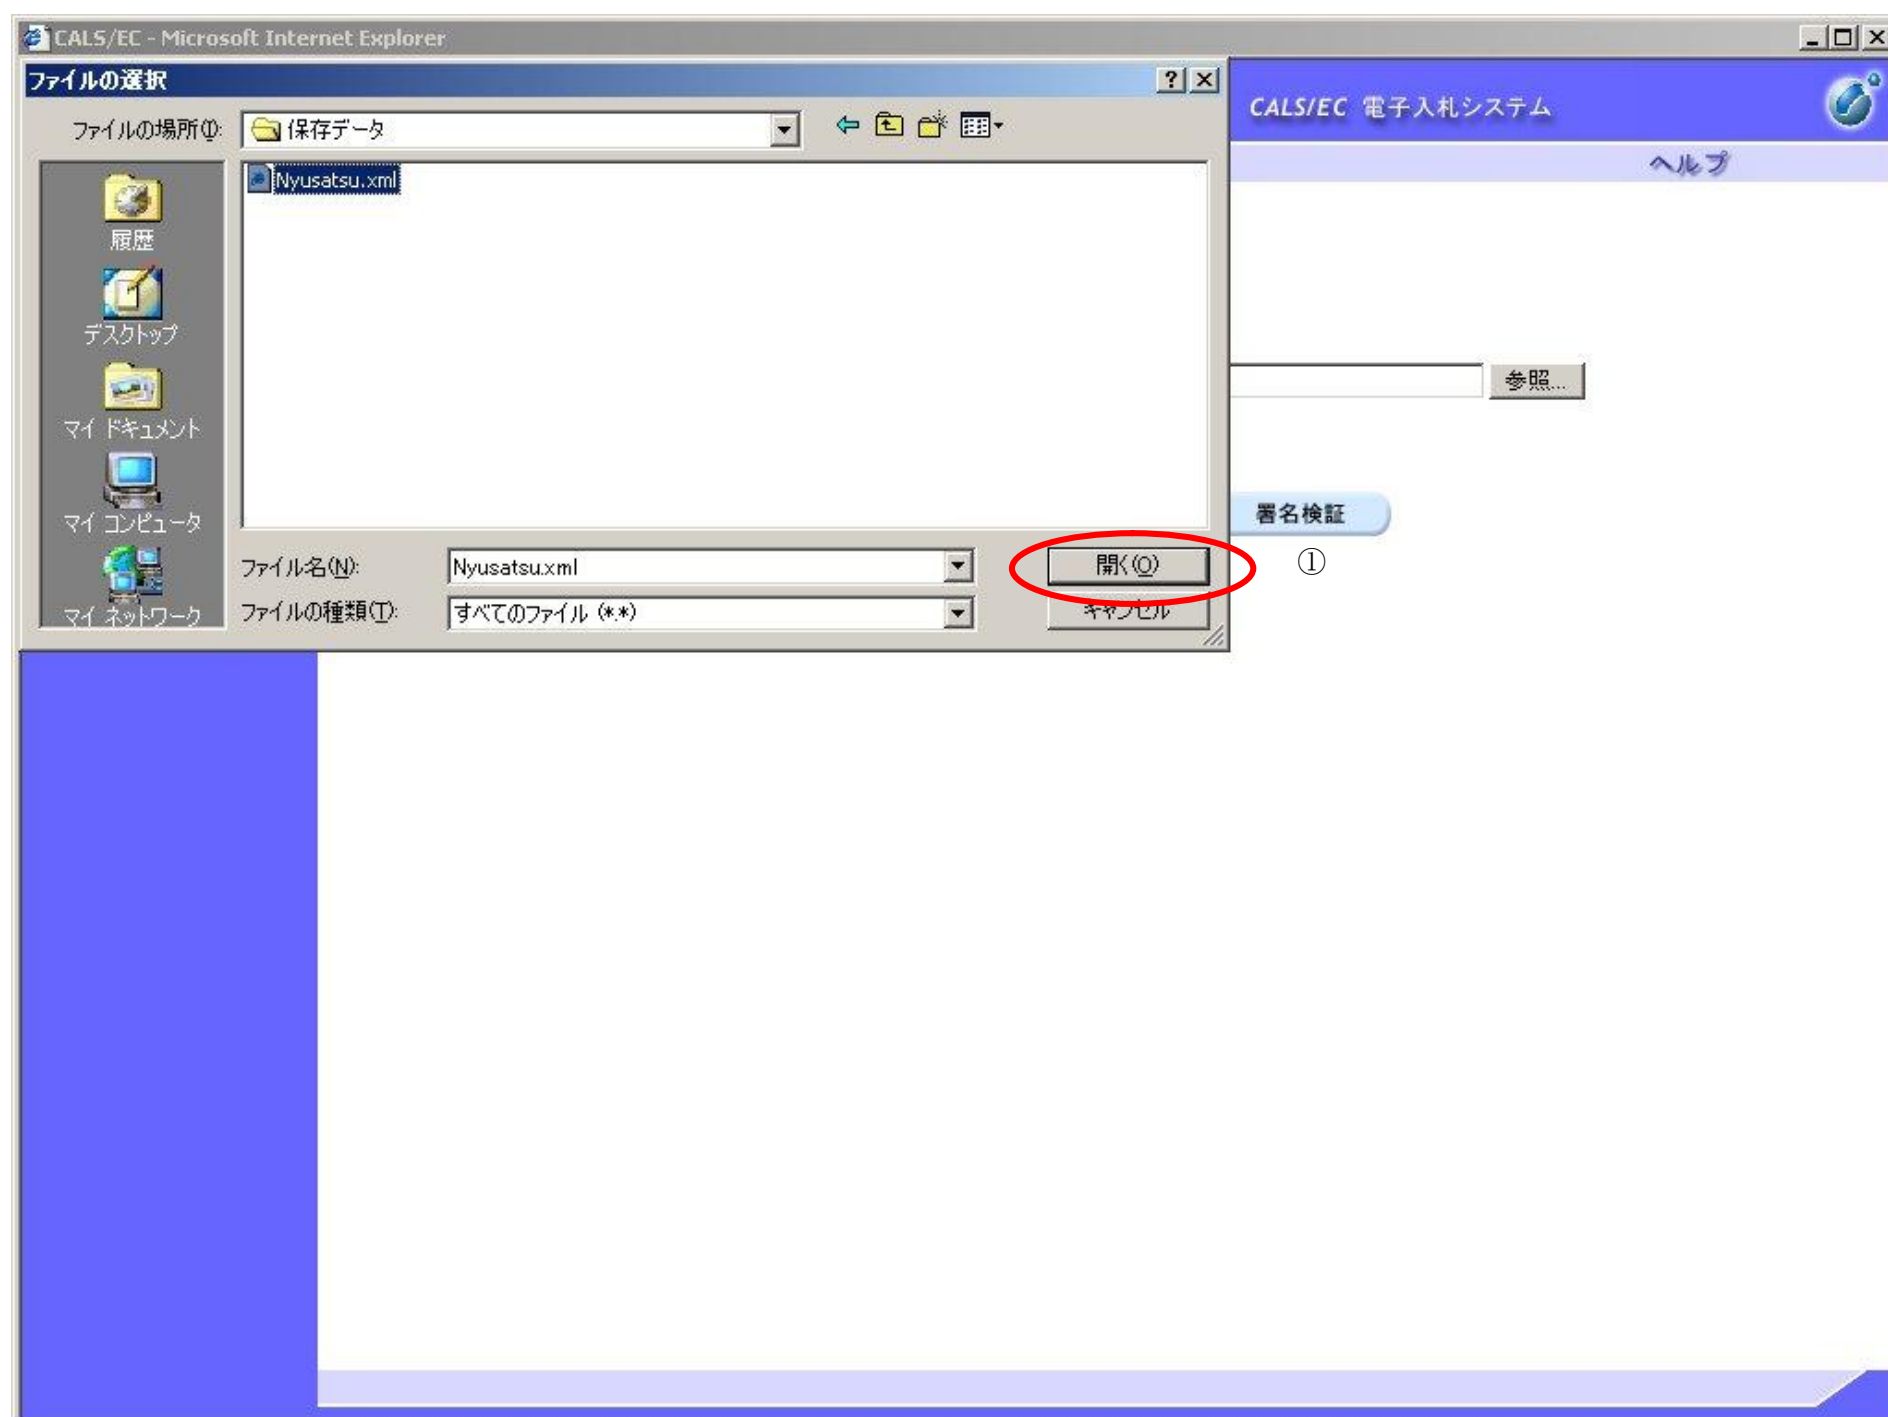 CALS/EC - Microsoft Internet Explorer
ファイルの選択
CALS/EC 電子入札システム
ファイルの場所(I):
保存データ
ヘルプ
Nyusatsu.xml
履歴
デスクトップ
参照...
マイ ドキュメント
マイ コンピュータ
署名検証
ファイル名(N):
Nyusatsu.xml
開く(O)
①
マイ ネットワーク
ファイルの種類(T):
すべてのファイル (*.*)
キャンセル